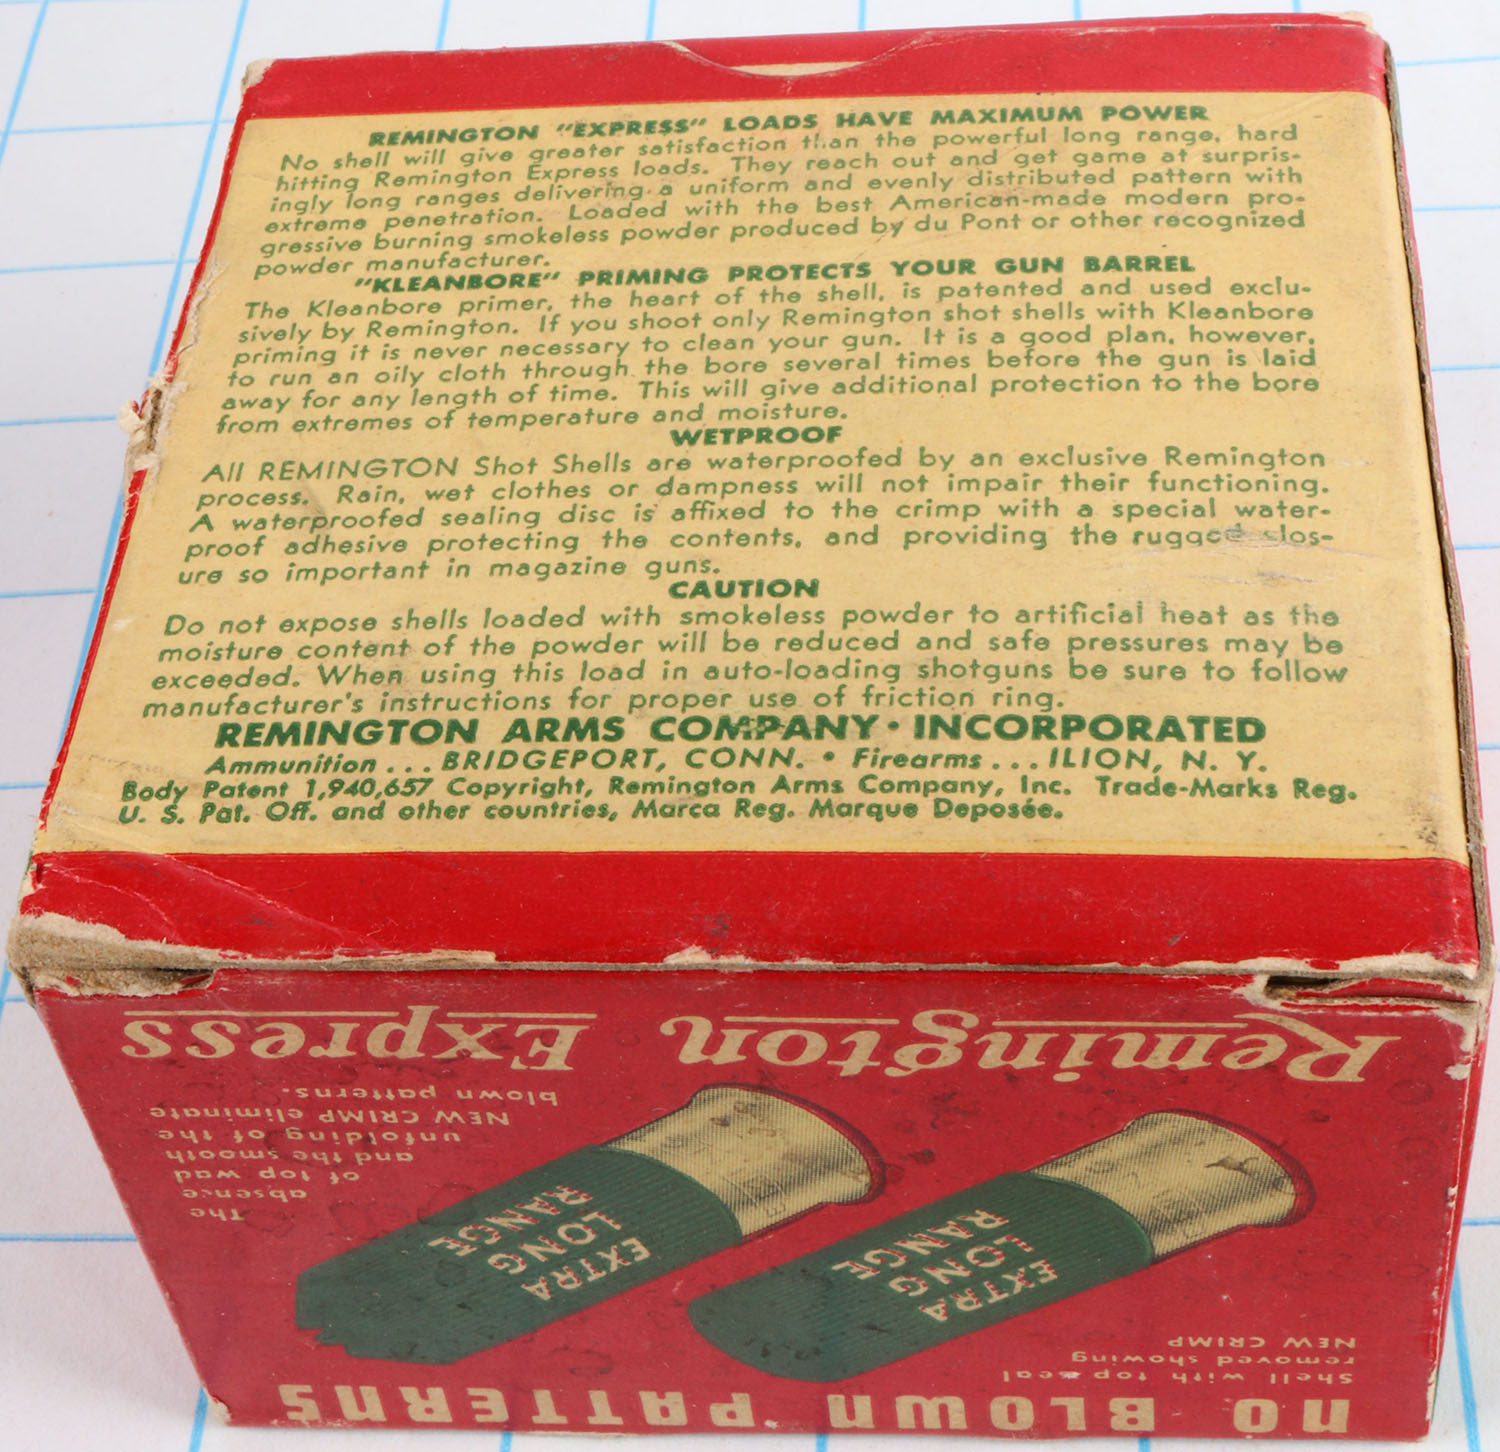 REMINGTON "EXPRESS" LOADS HAVE MAXIMUM POWER
No shell will give greater satisfaction than the powerful long range, hard
hitting Remington Express loads. They reach out and get game at surpris-
ingly long ranges delivering a uniform and evenly distributed pattern with
extreme penetration. Loaded with the best American-made modern pro-
gressive burning smokeless powder produced by du Pont or other recognized
powder manufacturer.
"KLEANBORE" PRIMING PROTECTS YOUR GUN BARREL
The Kleanbore primer, the heart of the shell, is patented and used exclu-
sively by Remington. If you shoot only Remington shot shells with Kleanbore
priming it is never necessary to clean your gun. It is a good plan, however,
to run an oily cloth through the bore several times before the gun is laid
away for any length of time. This will give additional protection to the bore
from extremes of temperature and moisture.
WETPROOF
All REMINGTON Shot Shells are waterproofed by an exclusive Remington
process. Rain, wet clothes or dampness will not impair their functioning.
A waterproofed sealing disc is affixed to the crimp with a special water-
proof adhesive protecting the contents, and providing the rugged clos-
ure so important in magazine guns.
CAUTION
Do not expose shells loaded with smokeless powder to artificial heat as the
moisture content of the powder will be reduced and safe pressures may be
exceeded. When using this load in auto-loading shotguns be sure to follow
manufacturer's instructions for proper use of friction ring.
REMINGTON ARMS COMPANY • INCORPORATED
Ammunition ... BRIDGEPORT, CONN. • Firearms ... ILION, N. Y.
Body Patent 1,940,657 Copyright, Remington Arms Company, Inc. Trade-Marks Reg.
U. S. Pat. Off. and other countries, Marca Reg. Marque Deposée.
NO BLOWN PATTERNS
Shell with top seal
removed showing
NEW CRIMP
EXTRA
LONG
RANGE
EXTRA
LONG
RANGE
The
absence
of top wad
and the smooth
unfolding of the
NEW CRIMP eliminate
blown patterns.
Remington Express